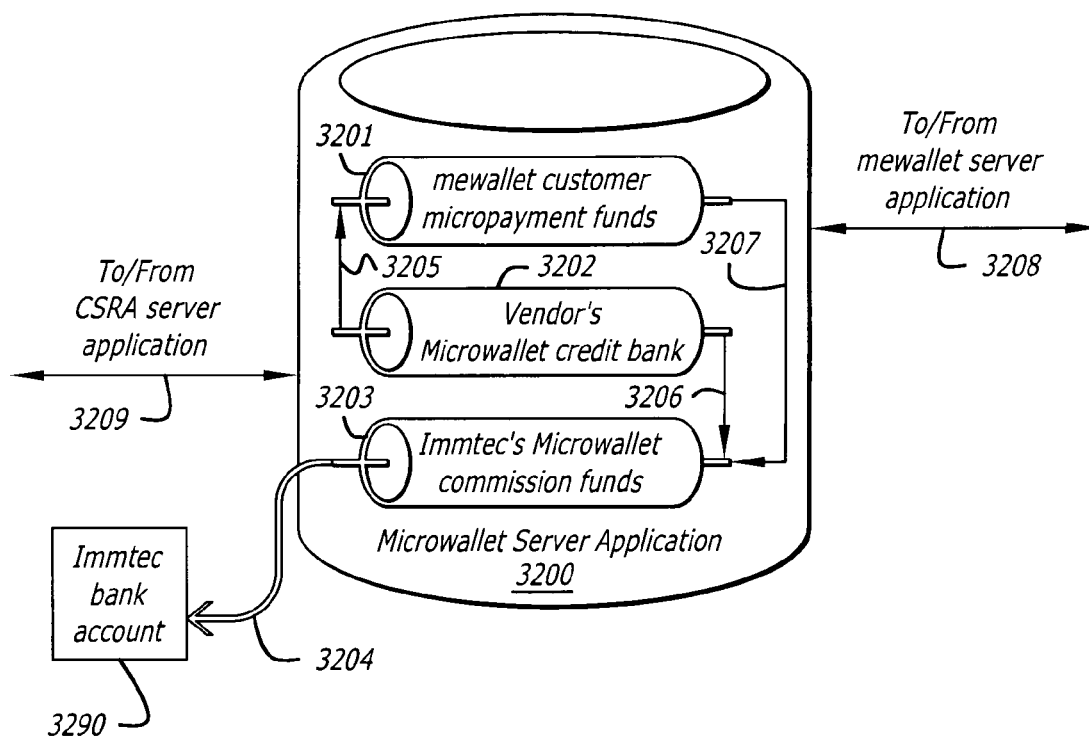 3201
mewallet customer
micropayment funds
To/From
mewallet server
application
3207
3208
3205
3202
To/From
CSRA server
application
3209
Vendor's
Microwallet credit bank
3206
3203
Immtec's Microwallet
commission funds
Microwallet Server Application
3200
Immtec
bank
account
3204
3290